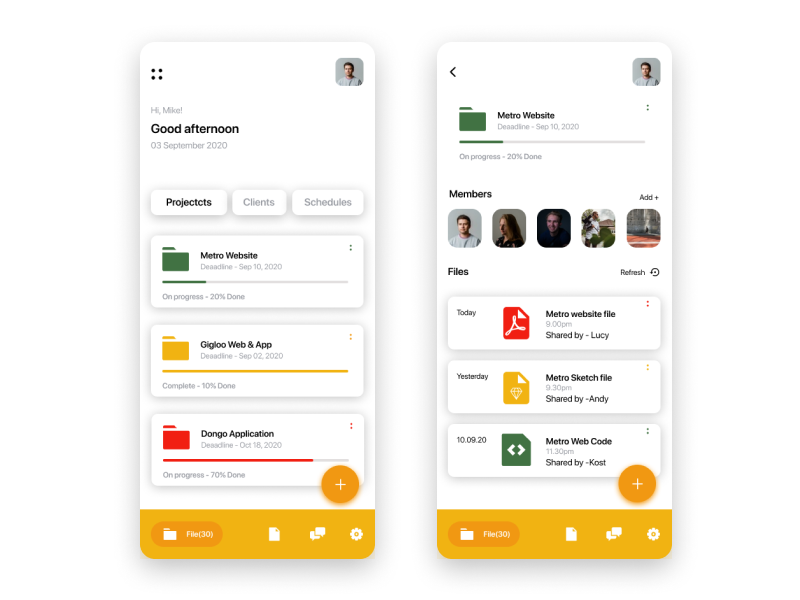 Hi, Mike!
Good afternoon
03 September 2020
Projectcts
Clients
Schedules
Metro Website
Deaadline - Sep 10, 2020
On progress - 20% Done
Gigloo Web & App
Deaadline - Sep 02, 2020
Complete - 10% Done
Dongo Application
Deaadline - Oct 18, 2020
On progress - 70% Done
+
File(30)
Metro Website
Deaadline - Sep 10, 2020
On progress - 20% Done
Members
Add +
Files
Refresh
Today
Metro website file
9.00pm
Shared by - Lucy
Yesterday
Metro Sketch file
9.30pm
Shared by -Andy
10.09.20
Metro Web Code
11.30pm
Shared by -Kost
+
File(30)